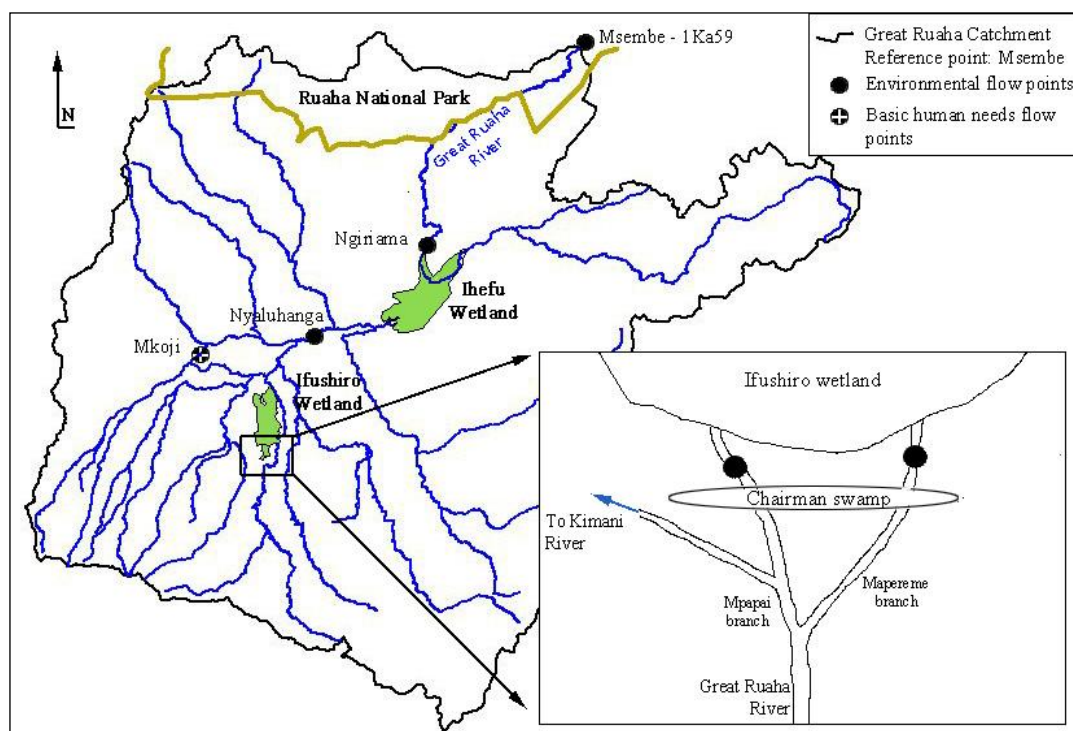 Msembe - 1Ka59
Great Ruaha Catchment
Reference point: Msembe
Environmental flow points
Basic human needs flow
points
N
Ruaha National Park
Great Ruaha
River
Ngiriama
Ihefu
Wetland
Nyaluhanga
Mkoji
Ifushiro
Wetland
Ifushiro wetland
Chairman swamp
To Kimani
River
Mpapai
branch
Mapereme
branch
Great Ruaha
River